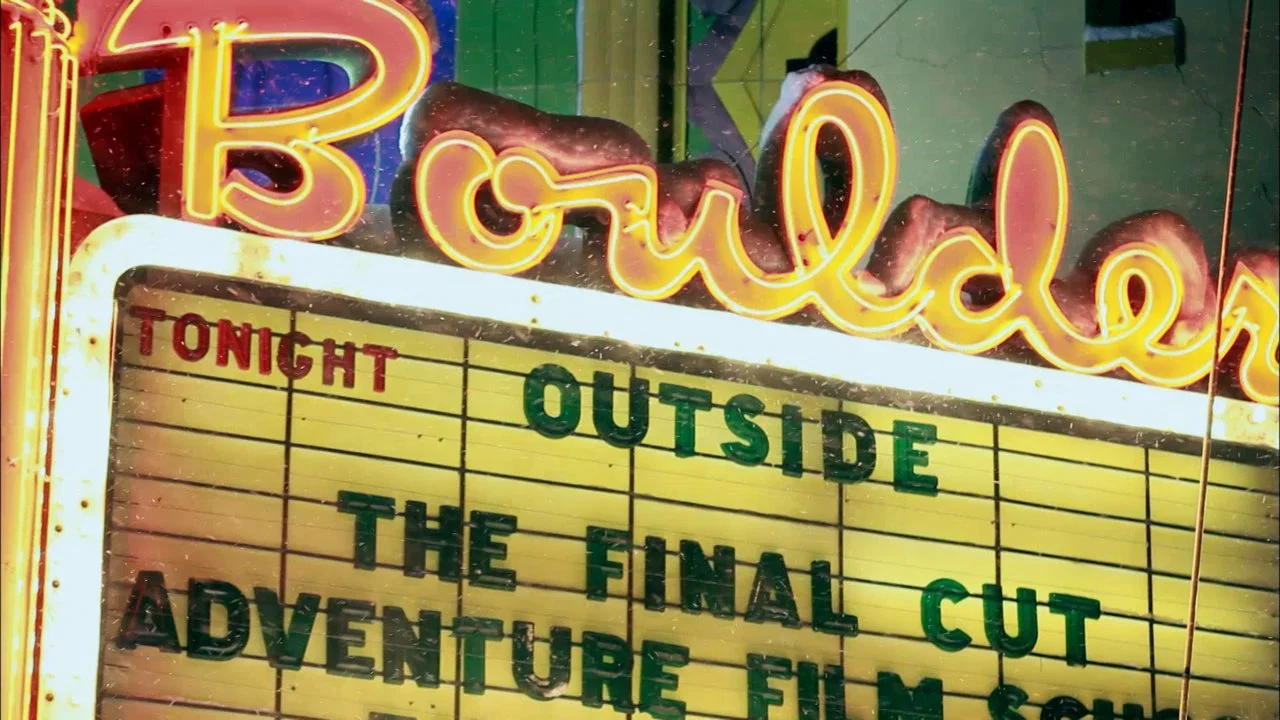 Boulder
TONIGHT OUTSIDE
THE FINAL CUT
ADVENTURE FILM